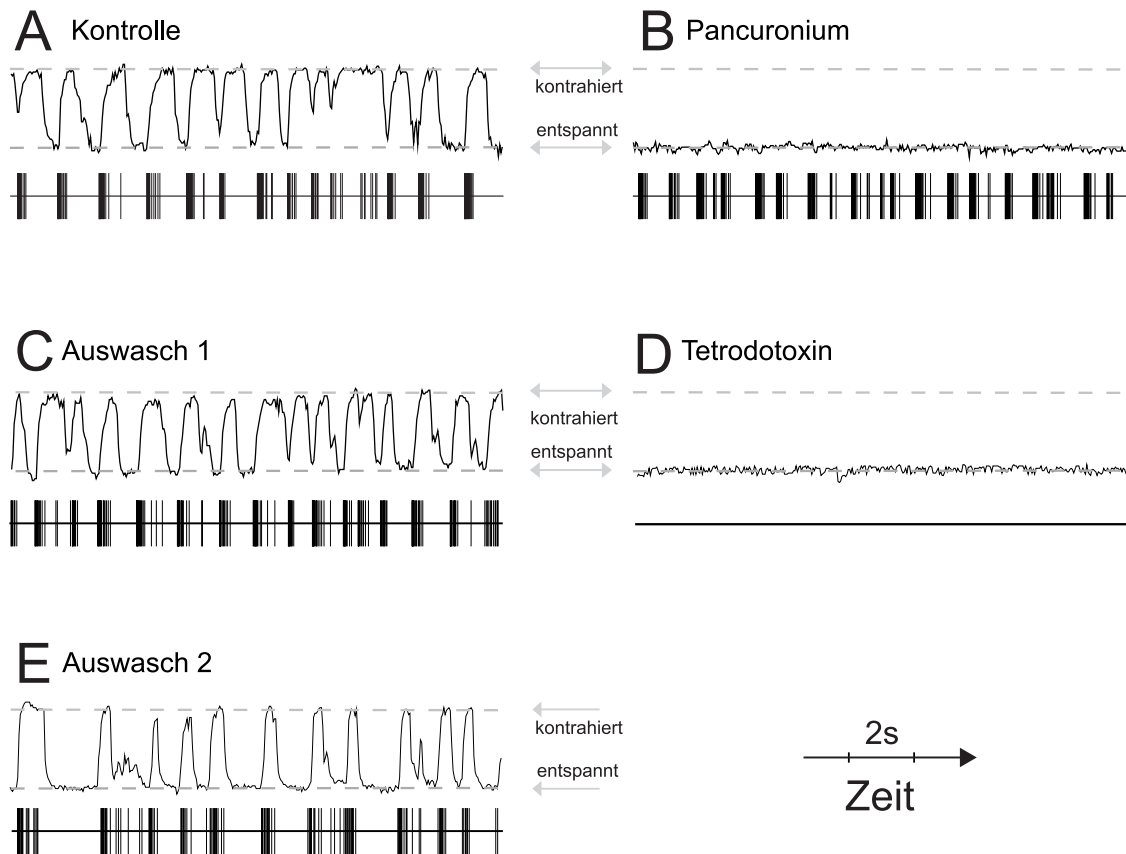 A Kontrolle
B Pancuronium
kontrahiert
entspannt
C Auswasch 1
D Tetrodotoxin
kontrahiert
entspannt
E Auswasch 2
kontrahiert
entspannt
2s
Zeit